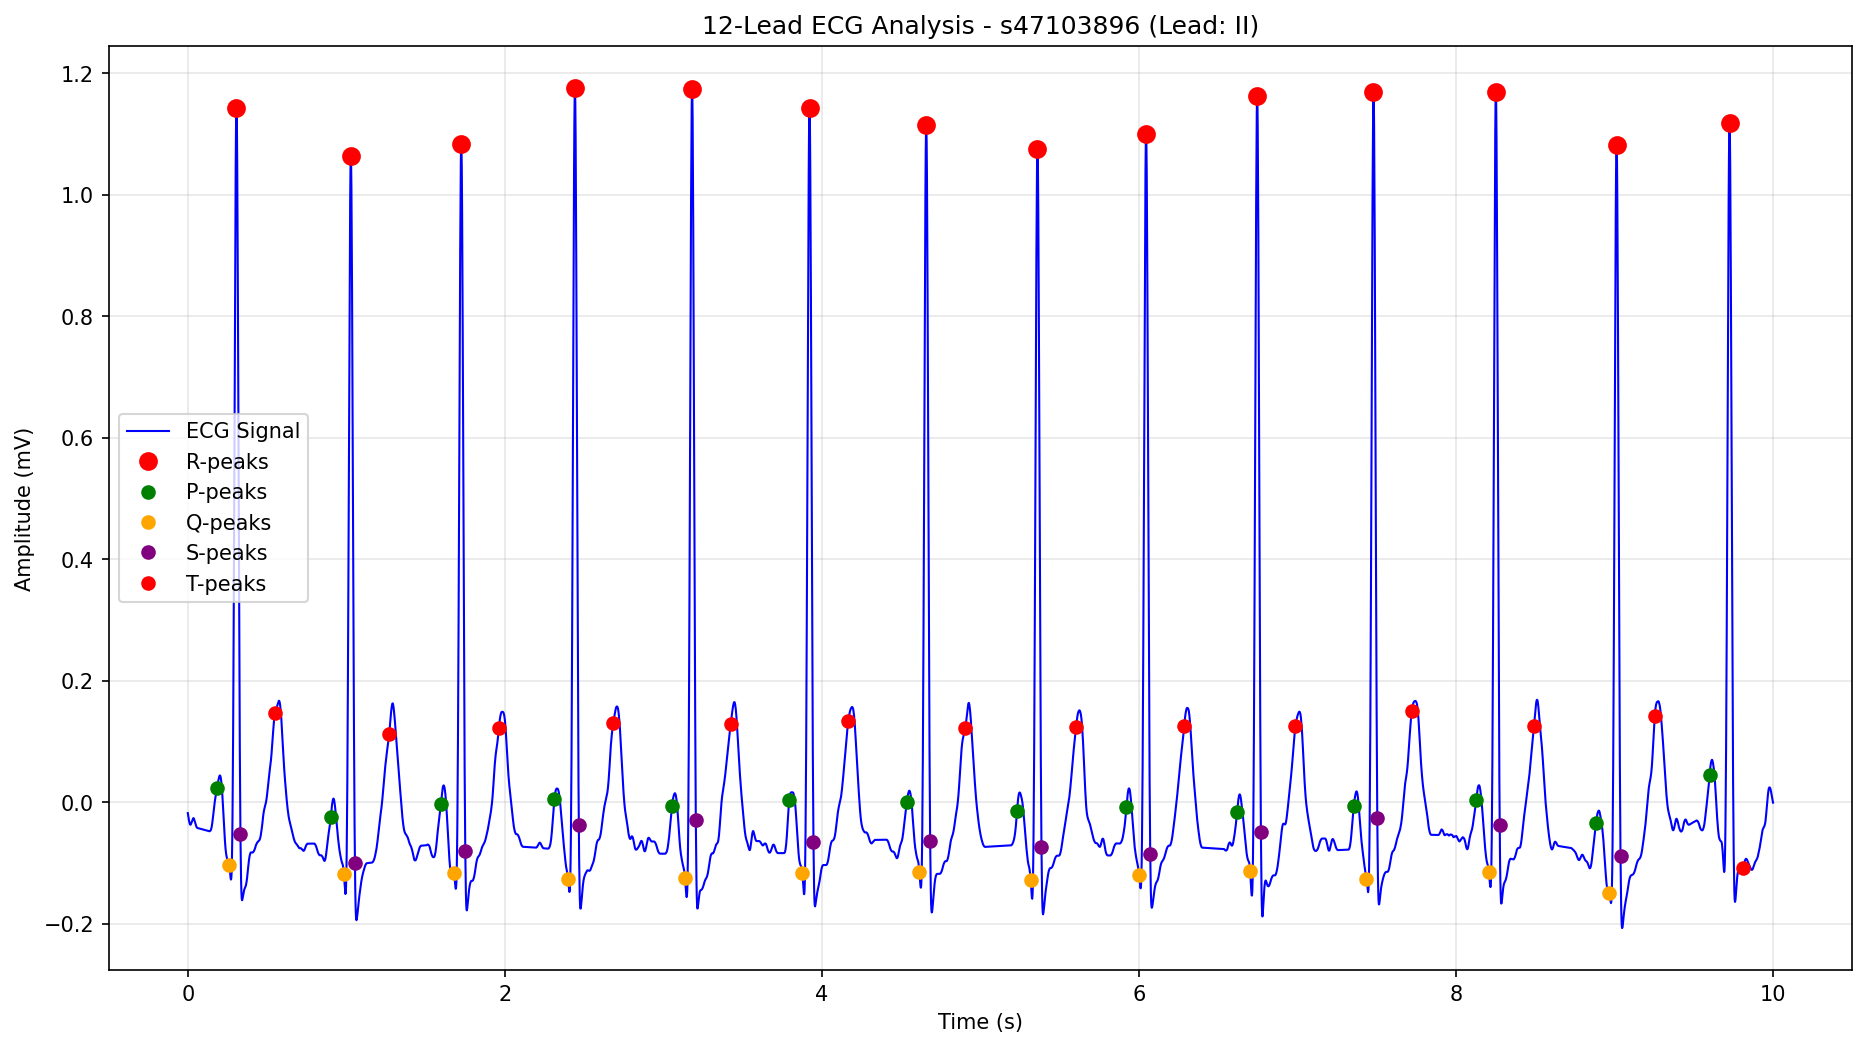 12-Lead ECG Analysis - s47103896 (Lead: II)
Amplitude (mV)
1.2
1.0
0.8
0.6
0.4
0.2
0.0
−0.2
ECG Signal
R-peaks
P-peaks
Q-peaks
S-peaks
T-peaks
0 2 4 6 8 10
Time (s)